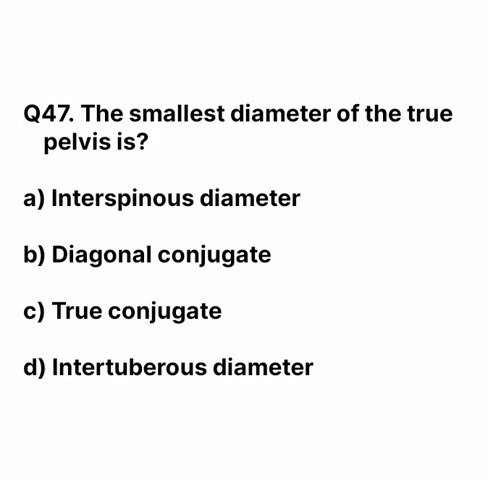 Q47. The smallest diameter of the true
pelvis is?
a) Interspinous diameter
b) Diagonal conjugate
c) True conjugate
d) Intertuberous diameter